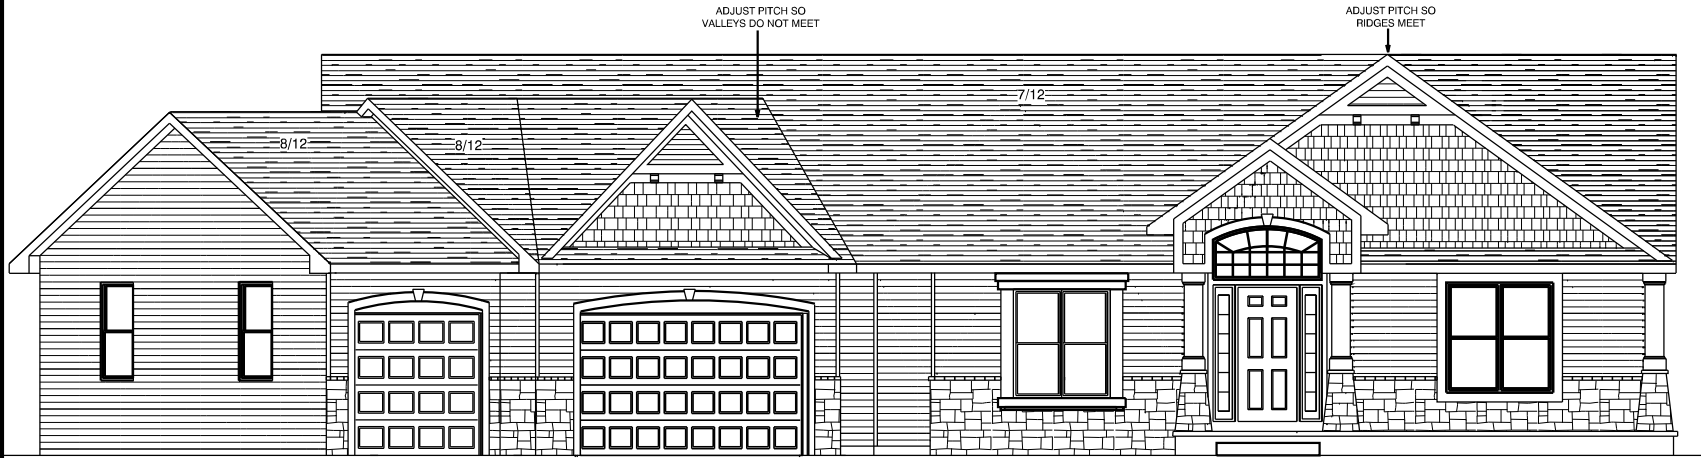 ADJUST PITCH SO
VALLEYS DO NOT MEET
ADJUST PITCH SO
RIDGES MEET
7/12
8/12
8/12